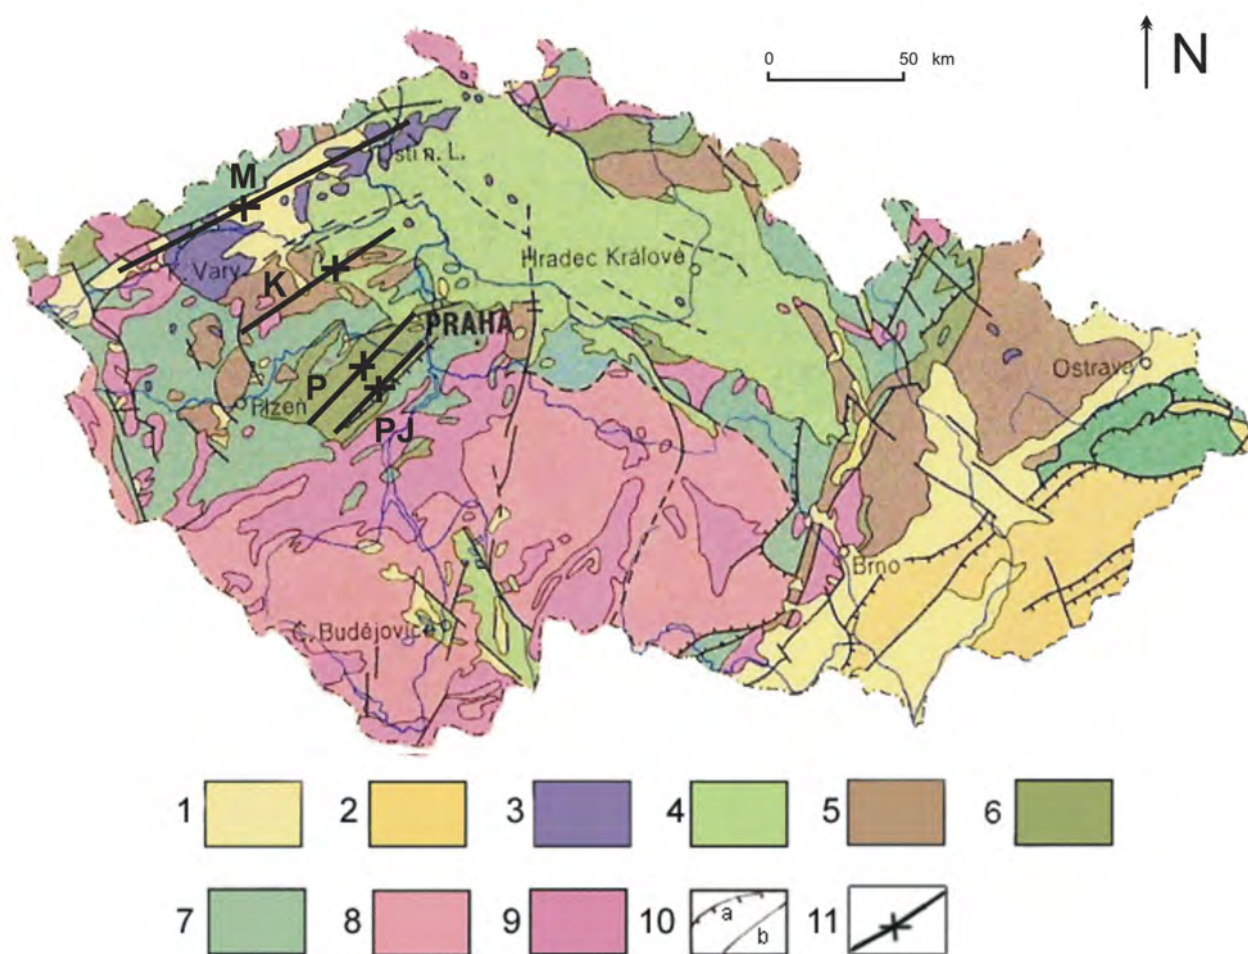 0 50 km
N
Ústí n. L.
M
K. Vary
K
Hradec Králové
PRAHA
Ostrava
P
Plzeň
PJ
Brno
Č. Budějovice
1 2 3 4 5 6
7 8 9 10 a b 11